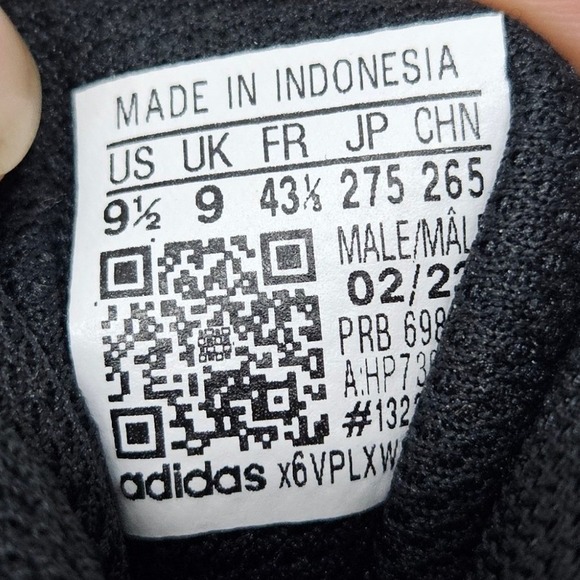 MADE IN INDONESIA
US UK FR JP CHN
9½ 9 43⅓ 275 265
MALE/MÂL
02/2
PRB 698
A:HP73
#132
adidas x6VPLXW